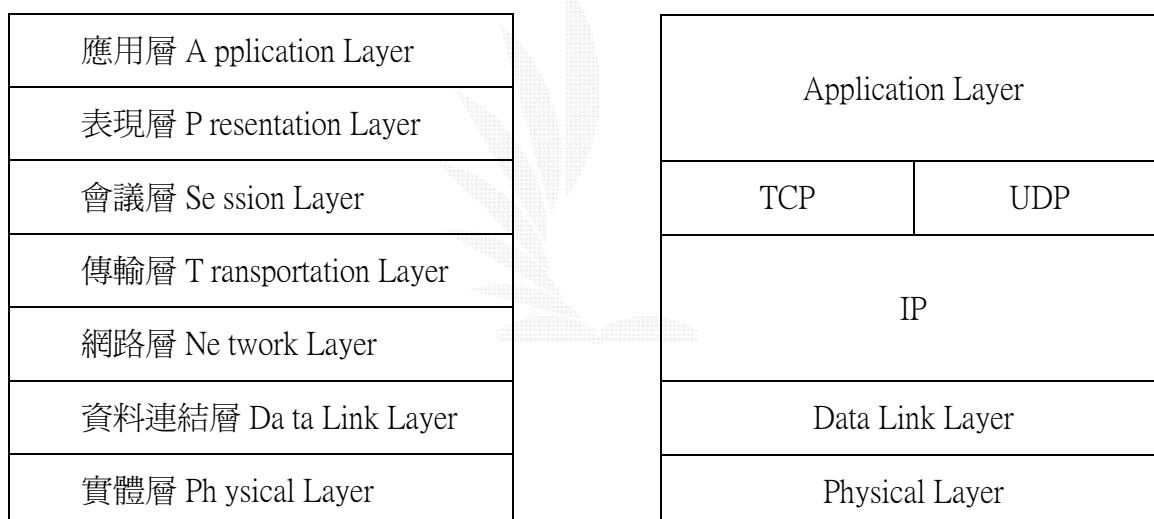 應用層 A pplication Layer
表現層 P resentation Layer
會議層 Se ssion Layer
傳輸層 T ransportation Layer
網路層 Ne twork Layer
資料連結層 Da ta Link Layer
實體層 Ph ysical Layer
Application Layer
TCP UDP
IP
Data Link Layer
Physical Layer